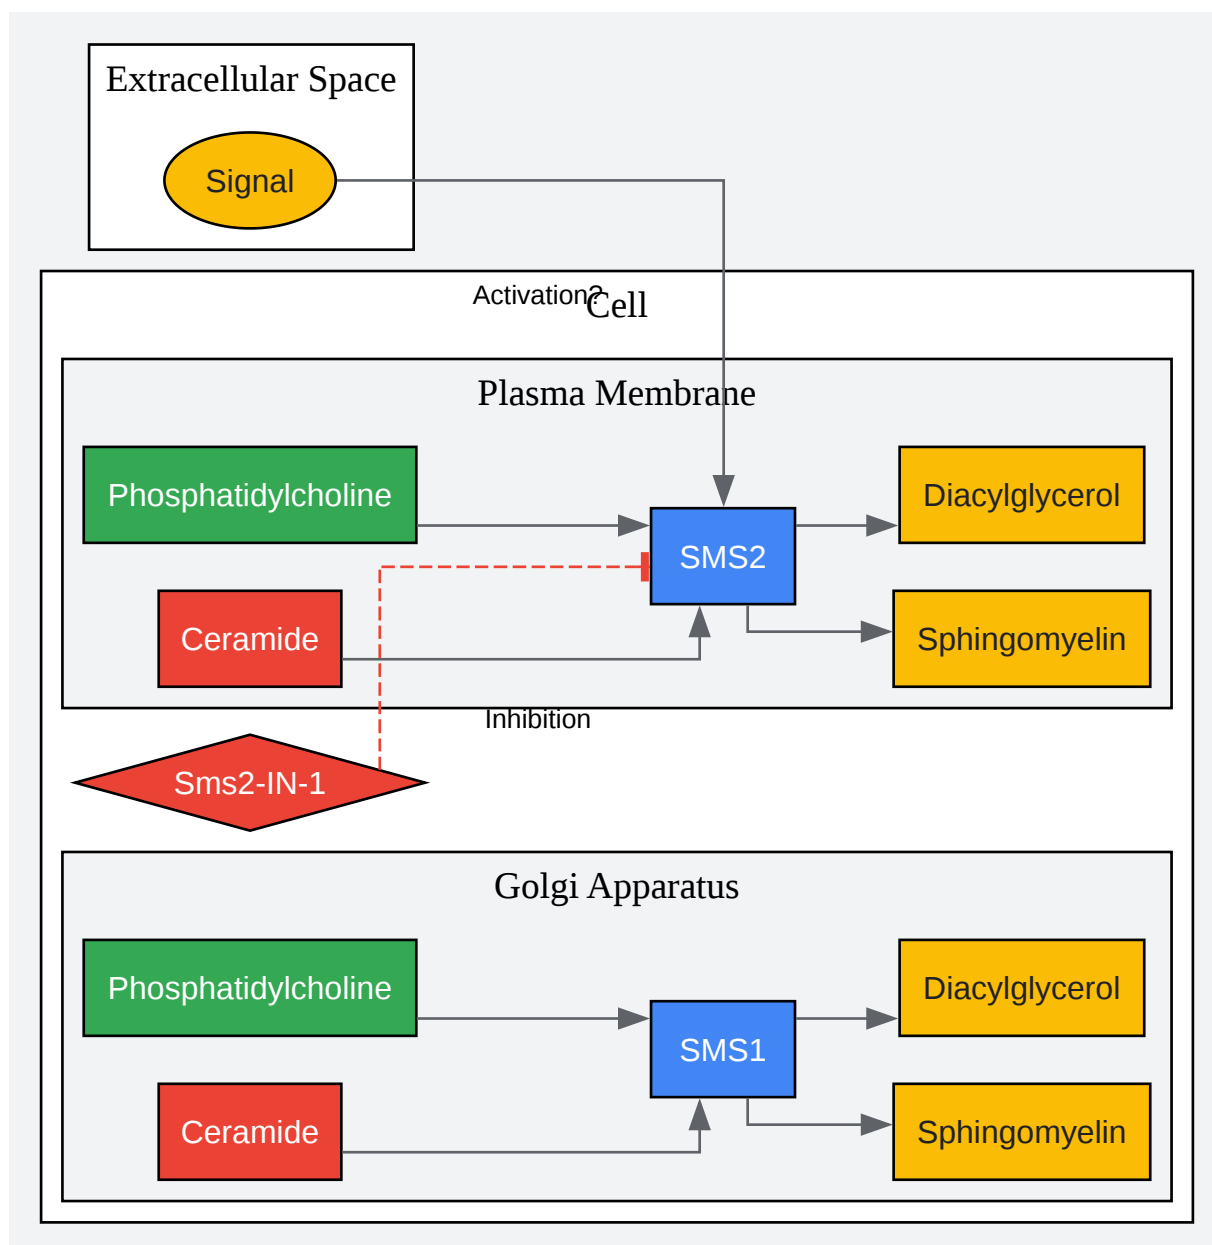 Extracellular Space
Signal
Activation?
Cell
Plasma Membrane
Phosphatidylcholine
Diacylglycerol
SMS2
Ceramide
Sphingomyelin
Inhibition
Sms2-IN-1
Golgi Apparatus
Phosphatidylcholine
Diacylglycerol
SMS1
Ceramide
Sphingomyelin